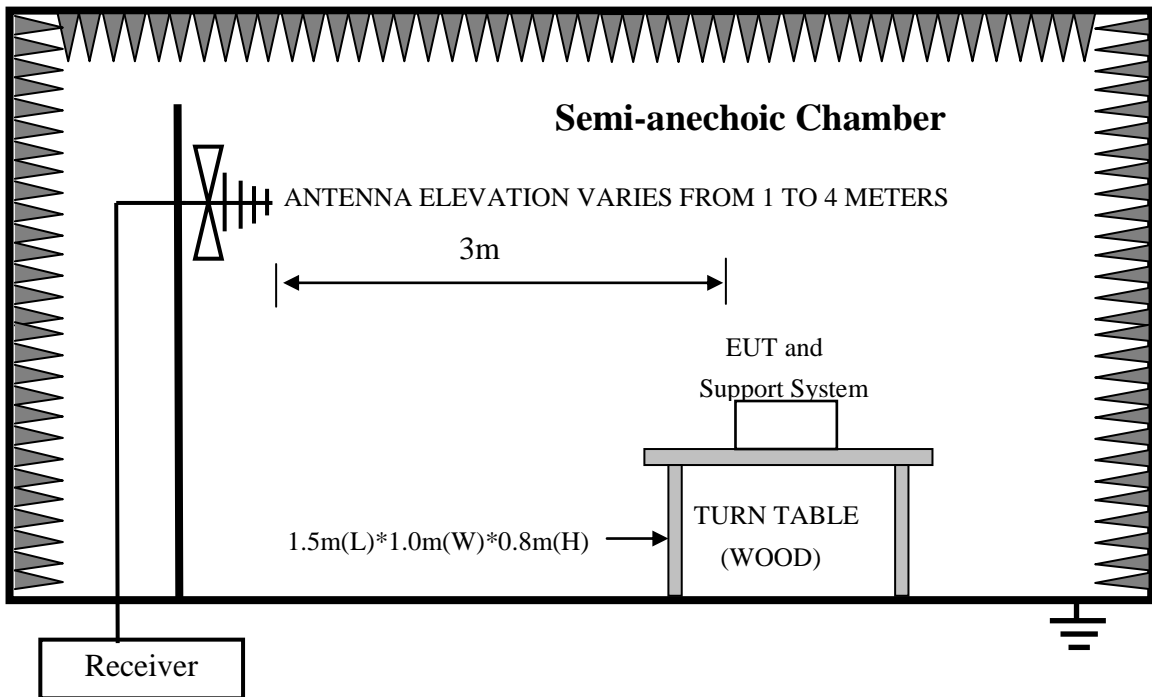 Semi-anechoic Chamber
ANTENNA ELEVATION VARIES FROM 1 TO 4 METERS
3m
EUT and
Support System
TURN TABLE
(WOOD)
1.5m(L)*1.0m(W)*0.8m(H)
Receiver